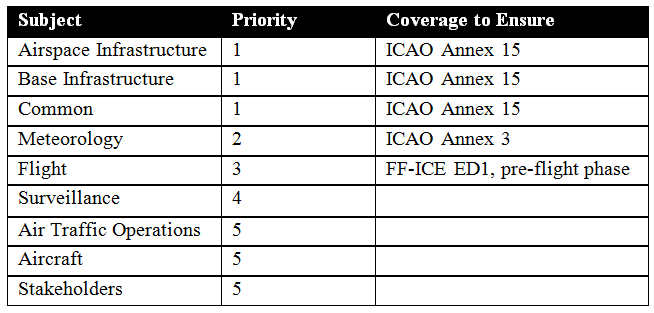 Subject Priority Coverage to Ensure
Airspace Infrastructure 1 ICAO Annex 15
Base Infrastructure 1 ICAO Annex 15
Common 1 ICAO Annex 15
Meteorology 2 ICAO Annex 3
Flight 3 FF-ICE ED1, pre-flight phase
Surveillance 4
Air Traffic Operations 5
Aircraft 5
Stakeholders 5